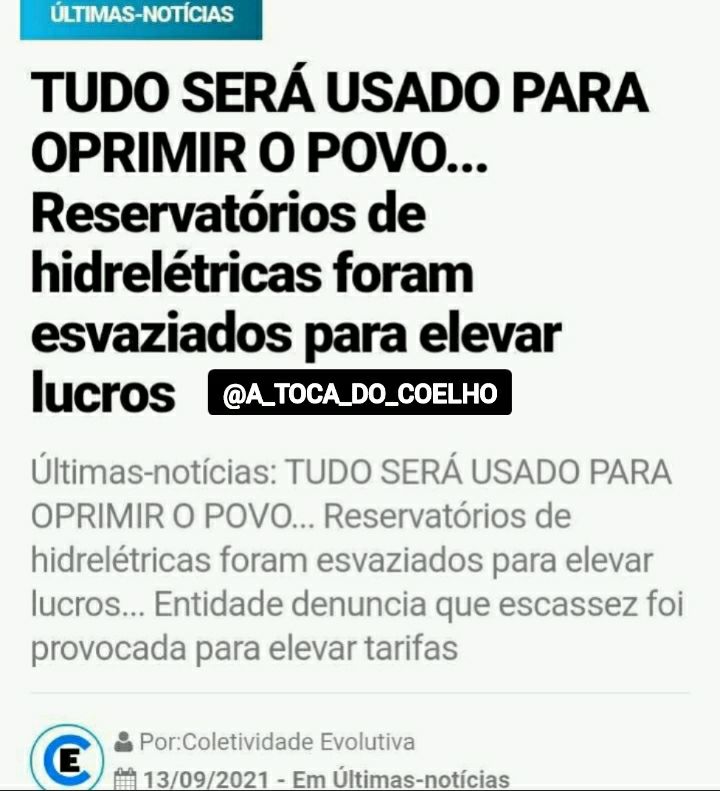 ÚLTIMAS-NOTÍCIAS
TUDO SERÁ USADO PARA
OPRIMIR O POVO...
Reservatórios de
hidrelétricas foram
esvaziados para elevar
lucros @A_TOCA_DO_COELHO
Últimas-notícias: TUDO SERÁ USADO PARA
OPRIMIR O POVO... Reservatórios de
hidrelétricas foram esvaziados para elevar
lucros... Entidade denuncia que escassez foi
provocada para elevar tarifas
CE Por:Coletividade Evolutiva
13/09/2021 - Em Últimas-notícias